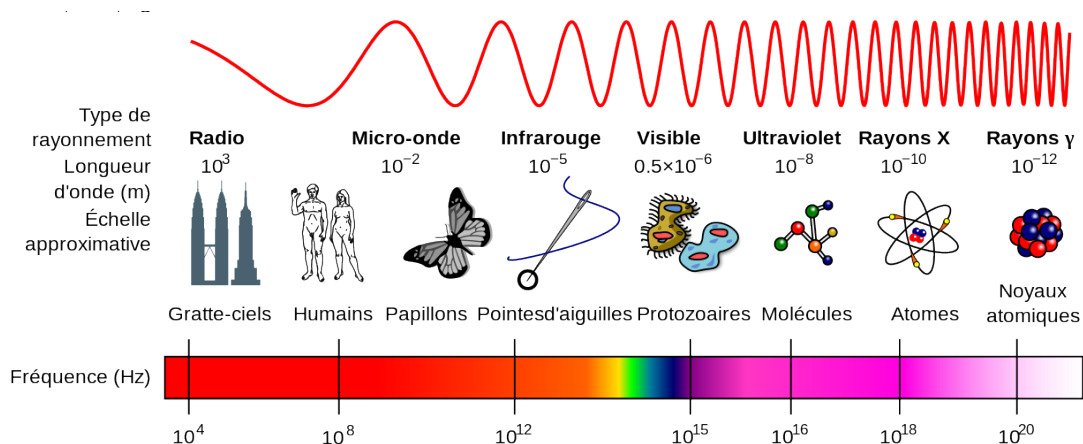 Type de
rayonnement
Radio Micro-onde Infrarouge Visible Ultraviolet Rayons X Rayons γ
Longueur
d'onde (m)
10³ 10⁻² 10⁻⁵ 0.5×10⁻⁶ 10⁻⁸ 10⁻¹⁰ 10⁻¹²
Échelle
approximative
Gratte-ciels Humains Papillons Pointesd'aiguilles Protozoaires Molécules Atomes Noyaux
atomiques
Fréquence (Hz)
10⁴ 10⁸ 10¹² 10¹⁵ 10¹⁶ 10¹⁸ 10²⁰